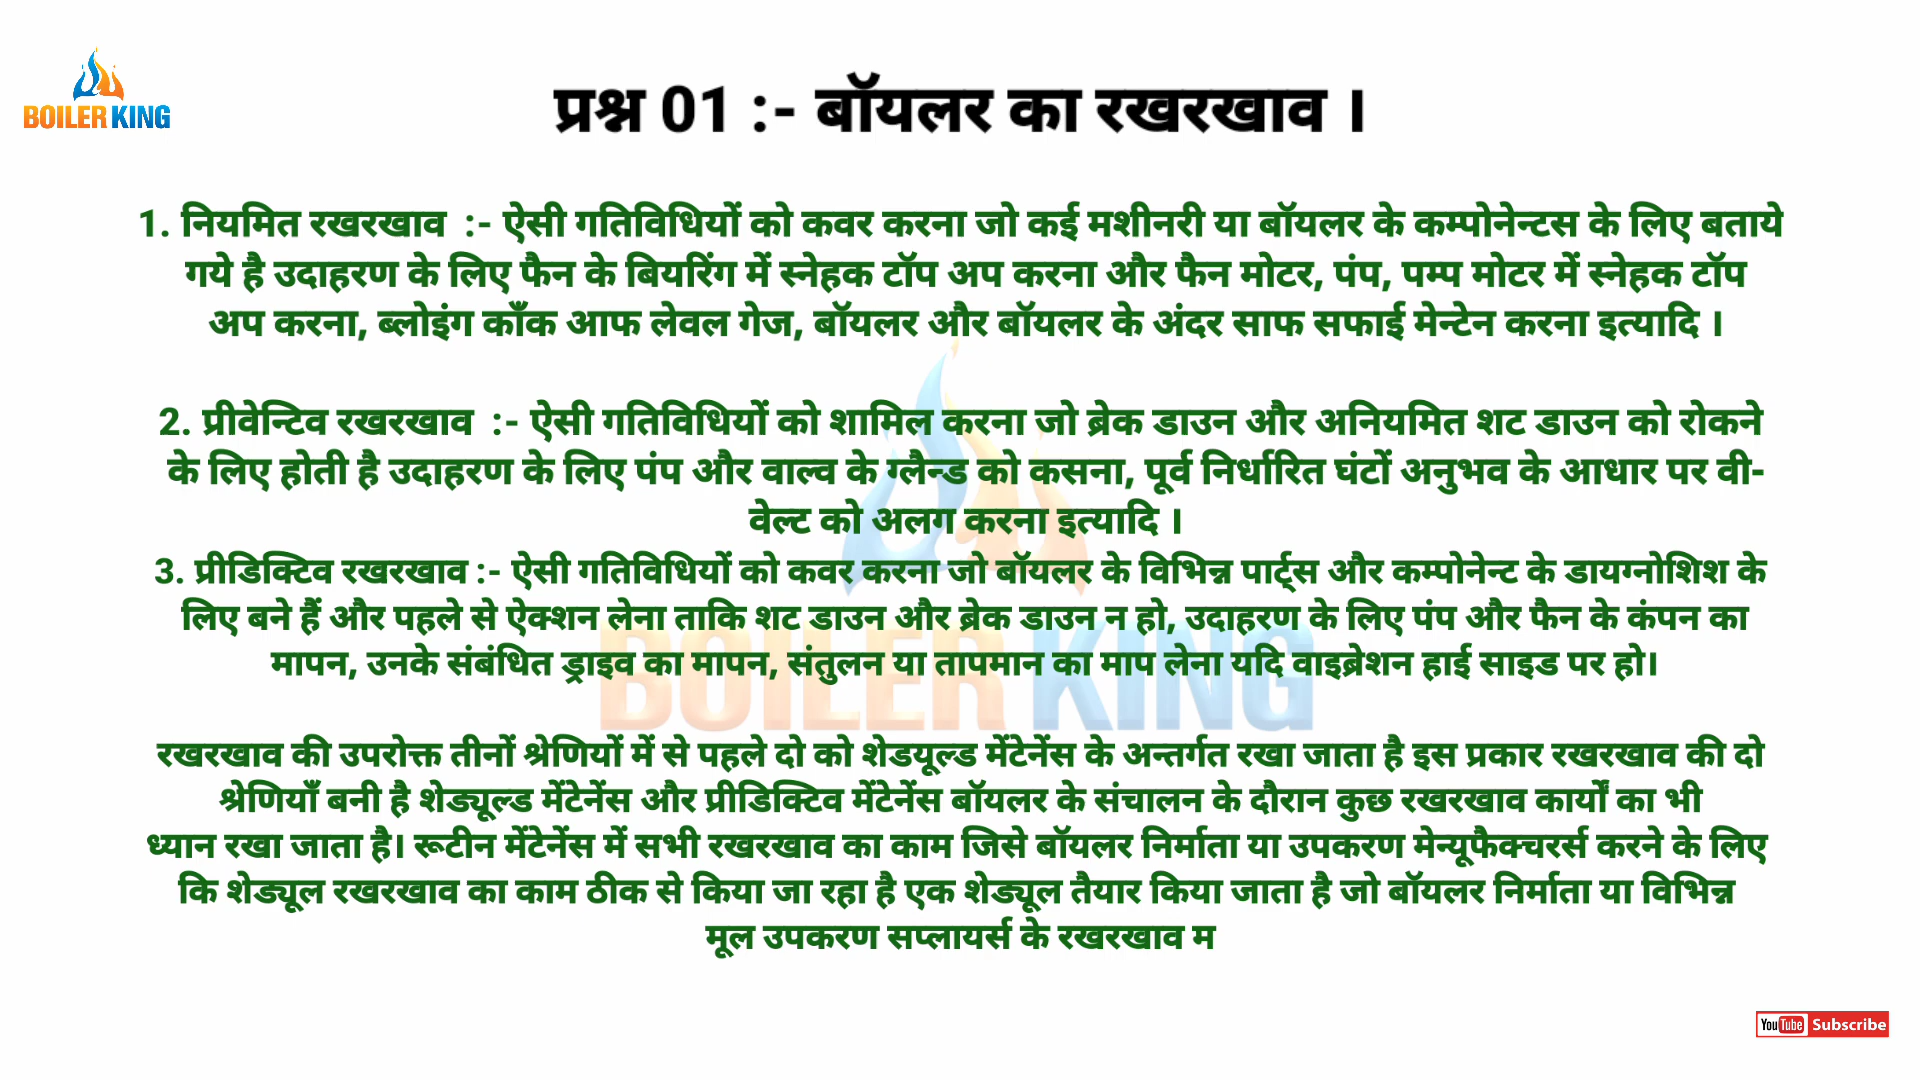 BOILER KING
प्रश्न 01 :- बॉयलर का रखरखाव ।
1. नियमित रखरखाव :- ऐसी गतिविधियों को कवर करना जो कई मशीनरी या बॉयलर के कम्पोनेन्टस के लिए बताये
गये है उदाहरण के लिए फैन के बियरिंग में स्नेहक टॉप अप करना और फैन मोटर, पंप, पम्प मोटर में स्नेहक टॉप
अप करना, ब्लोइंग काँक आफ लेवल गेज, बॉयलर और बॉयलर के अंदर साफ सफाई मेन्टेन करना इत्यादि ।
2. प्रीवेन्टिव रखरखाव :- ऐसी गतिविधियों को शामिल करना जो ब्रेक डाउन और अनियमित शट डाउन को रोकने
के लिए होती है उदाहरण के लिए पंप और वाल्व के ग्लैन्ड को कसना, पूर्व निर्धारित घंटों अनुभव के आधार पर वी-
वेल्ट को अलग करना इत्यादि ।
3. प्रीडिक्टिव रखरखाव :- ऐसी गतिविधियों को कवर करना जो बॉयलर के विभिन्न पार्ट्स और कम्पोनेन्ट के डायग्नोशिश के
लिए बने हैं और पहले से ऐक्शन लेना ताकि शट डाउन और ब्रेक डाउन न हो, उदाहरण के लिए पंप और फैन के कंपन का
मापन, उनके संबंधित ड्राइव का मापन, संतुलन या तापमान का माप लेना यदि वाइब्रेशन हाई साइड पर हो।
BOILER KING
रखरखाव की उपरोक्त तीनों श्रेणियों में से पहले दो को शेडयूल्ड मेंटेनेंस के अन्तर्गत रखा जाता है इस प्रकार रखरखाव की दो
श्रेणियाँ बनी है शेड्यूल्ड मेंटेनेंस और प्रीडिक्टिव मेंटेनेंस बॉयलर के संचालन के दौरान कुछ रखरखाव कार्यों का भी
ध्यान रखा जाता है। रूटीन मेंटेनेंस में सभी रखरखाव का काम जिसे बॉयलर निर्माता या उपकरण मेन्यूफैक्चरर्स करने के लिए
कि शेड्यूल रखरखाव का काम ठीक से किया जा रहा है एक शेड्यूल तैयार किया जाता है जो बॉयलर निर्माता या विभिन्न
मूल उपकरण सप्लायर्स के रखरखाव म
YouTube Subscribe